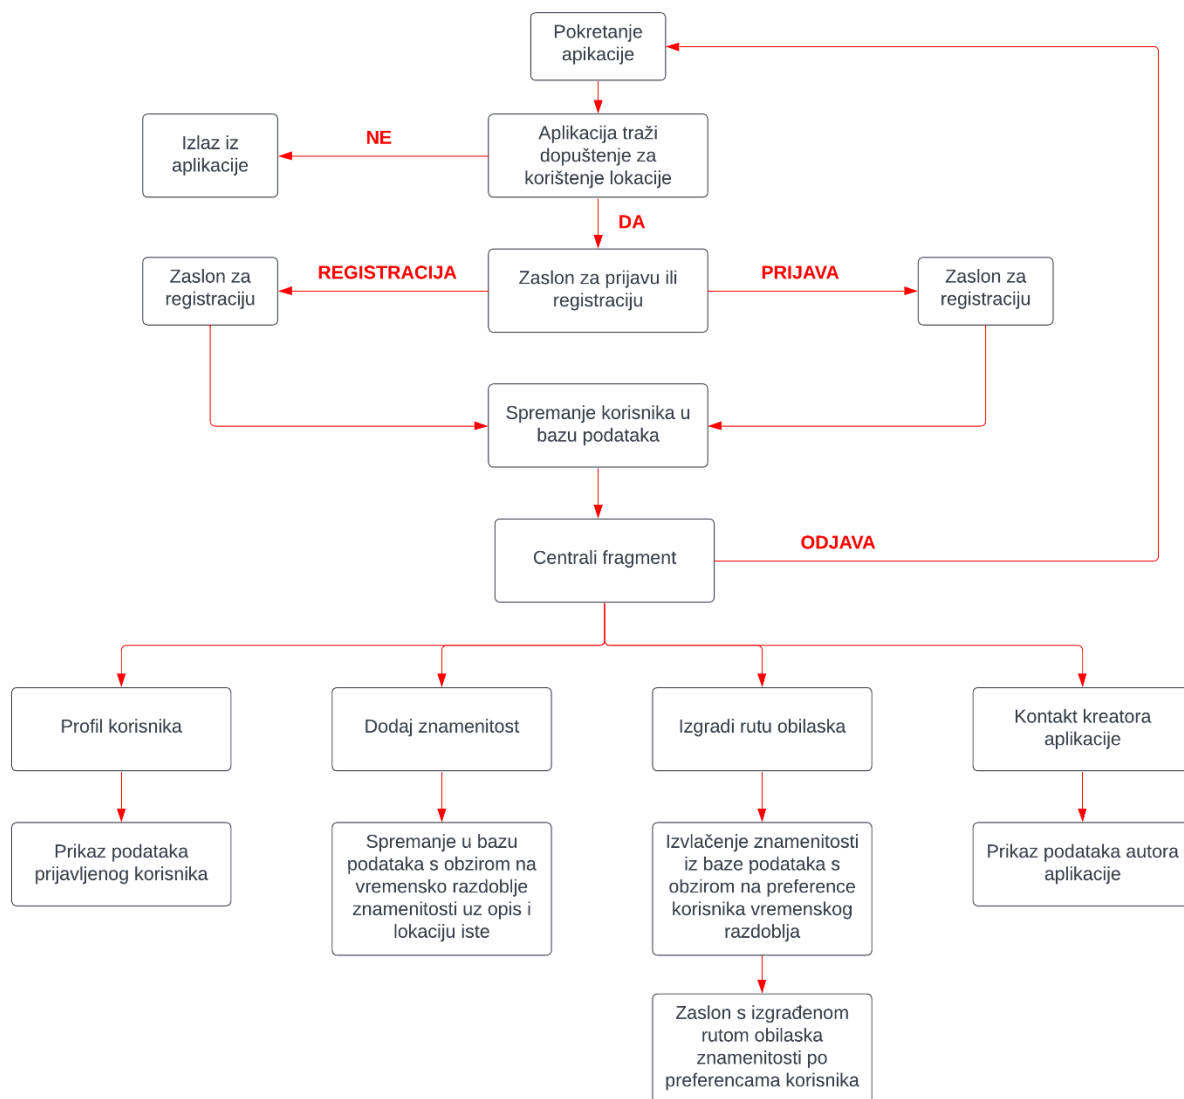 Pokretanje
apikacije
Izlaz iz
aplikacije
NE
Aplikacija traži
dopuštenje za
korištenje lokacije
DA
Zaslon za
registraciju
REGISTRACIJA
Zaslon za prijavu ili
registraciju
PRIJAVA
Zaslon za
registraciju
Spremanje korisnika u
bazu podataka
Centrali fragment
ODJAVA
Profil korisnika
Dodaj znamenitost
Izgradi rutu obilaska
Kontakt kreatora
aplikacije
Prikaz podataka
prijavljenog korisnika
Spremanje u bazu
podataka s obzirom na
vremensko razdoblje
znamenitosti uz opis i
lokaciju iste
Izvlačenje znamenitosti
iz baze podataka s
obzirom na preference
korisnika vremenskog
razdoblja
Prikaz podataka autora
aplikacije
Zaslon s izgrađenom
rutom obilaska
znamenitosti po
preferencama korisnika